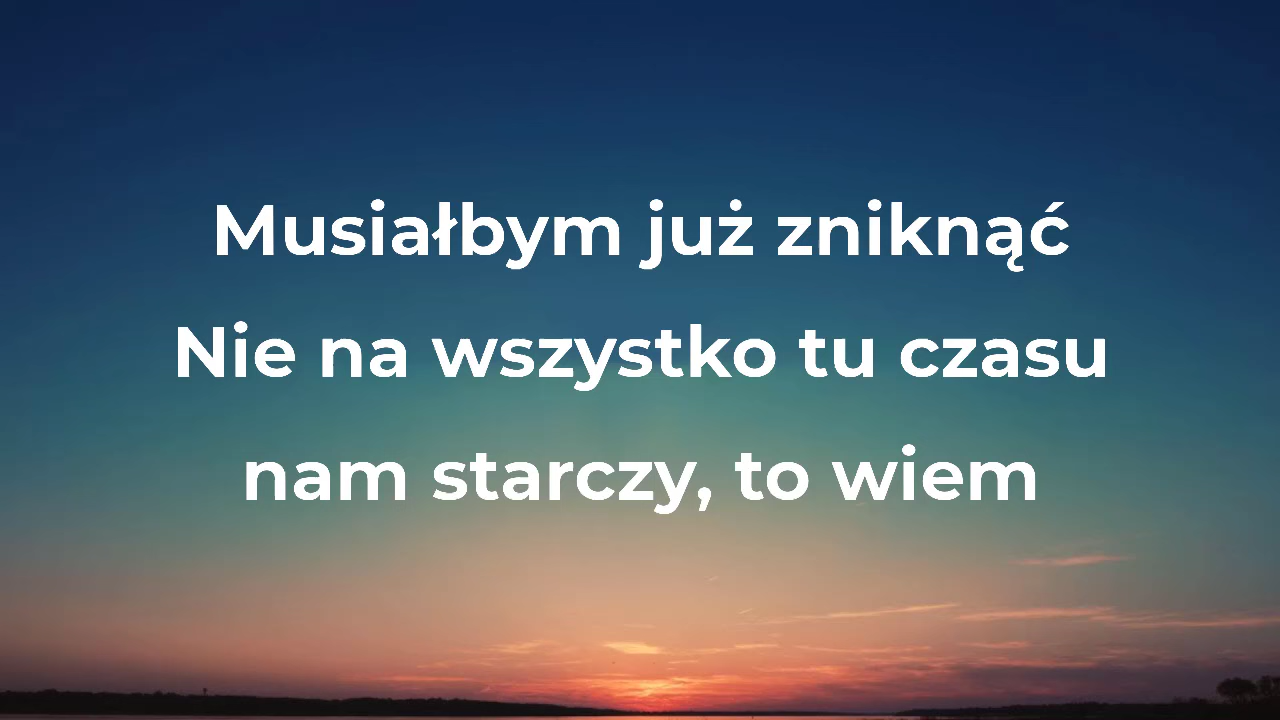 Musiałbym już zniknąć
Nie na wszystko tu czasu
nam starczy, to wiem